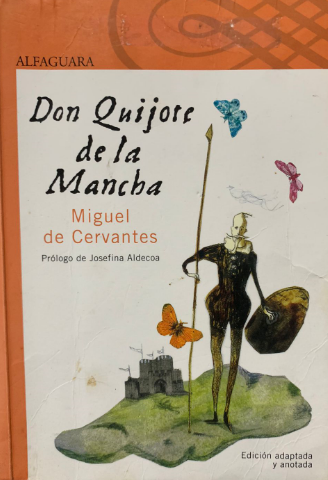 ALFAGUARA
Don Quijote
de la
Mancha
Miguel
de Cervantes
Prólogo de Josefina Aldecoa
Edición adaptada
y anotada